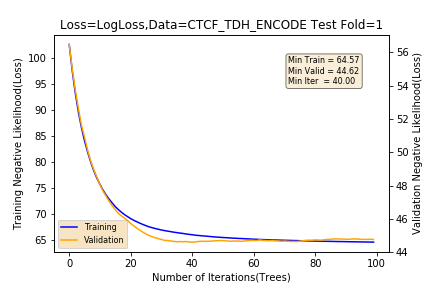 Loss=LogLoss,Data=CTCF_TDH_ENCODE Test Fold=1
Training Negative Likelihood(Loss)
100
95
90
85
80
75
70
65
Min Train = 64.57
Min Valid = 44.62
Min Iter = 40.00
Training
Validation
56
54
52
50
48
46
44
Validation Negative Likelihood(Loss)
0 20 40 60 80 100
Number of Iterations(Trees)